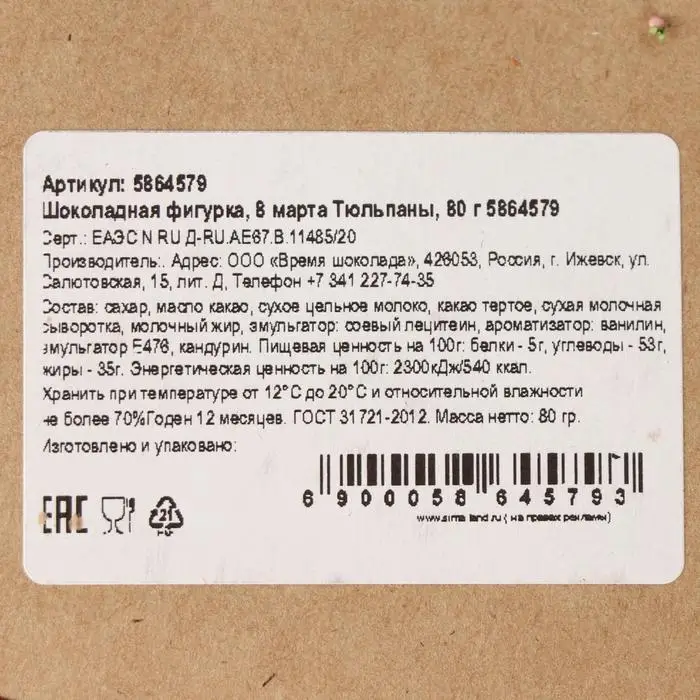 Артикул: 5864579
Шоколадная фигурка, 8 марта Тюльпаны, 80 г 5864579
Серт.: ЕАЭС N RU Д-RU.АЕ67.В.11485/20
Производитель:. Адрес: ООО «Время шоколада», 426053, Россия, г. Ижевск, ул.
Салютовская, 15, лит. Д, Телефон +7 341 227-74-35
Состав: сахар, масло какао, сухое цельное молоко, какао тертое, сухая молочная
сыворотка, молочный жир, эмульгатор: соевый лецитеин, ароматизатор: ванилин,
эмульгатор Е476, кандурин. Пищевая ценность на 100г: белки - 5г, углеводы - 53г,
жиры - 35г. Энергетическая ценность на 100г: 2300кДж/540 ккал.
Хранить при температуре от 12°С до 20°С и относительной влажности
не более 70%Годен 12 месяцев. ГОСТ 31721-2012. Масса нетто: 80 гр.
Изготовлено и упаковано:
6 900058 645793
www.sima-land.ru ( на правах рекламы)
EAC
21